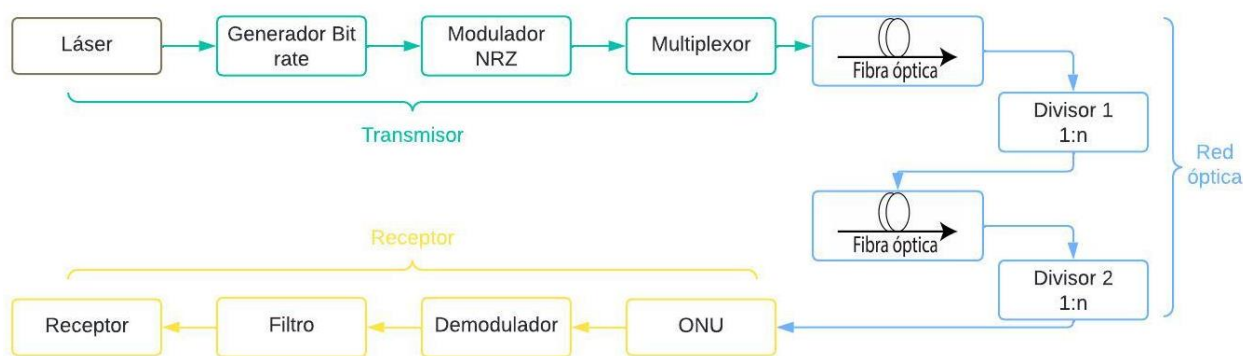 Láser
Generador Bit
rate
Modulador
NRZ
Multiplexor
Fibra óptica
Transmisor
Divisor 1
1:n
Red
óptica
Fibra óptica
Divisor 2
1:n
Receptor
Receptor
Filtro
Demodulador
ONU